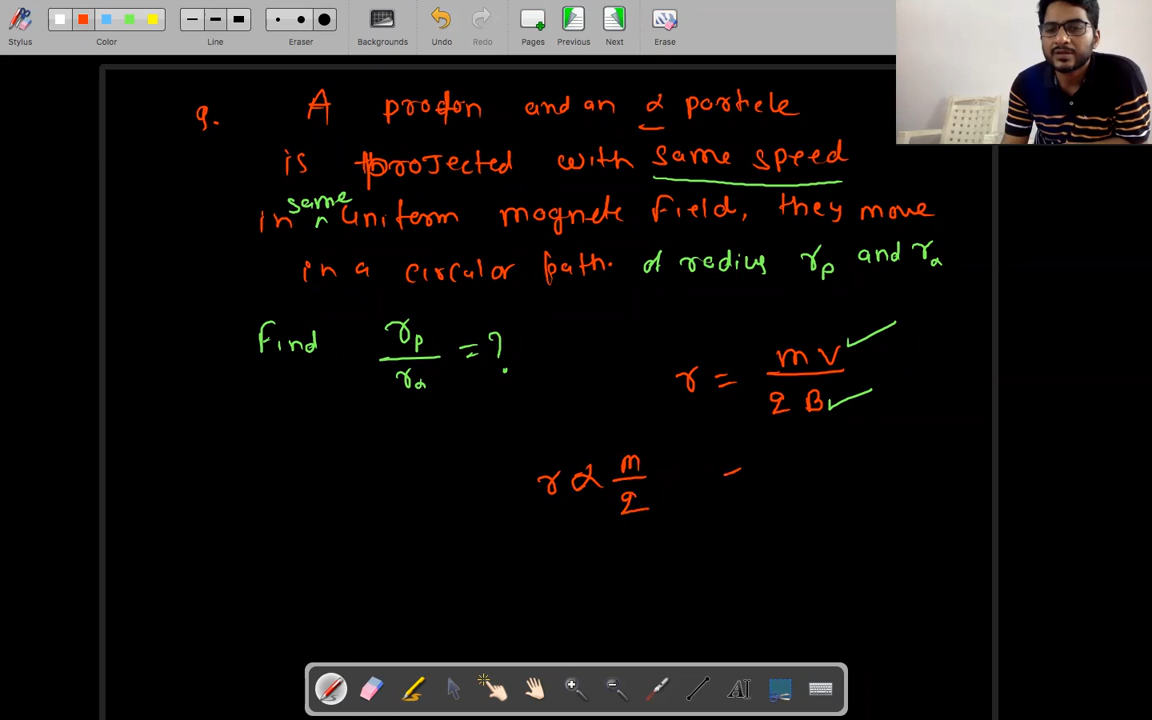 Stylus Color Line Eraser Backgrounds Undo Redo Pages Previous Next Erase
Q. A proton and an α particle
is projected with same speed
in same uniform magnetic field, they move
in a circular path. of radius rp and rα
Find rp/rα = ?
r = mv/qB
r ∝ m/q